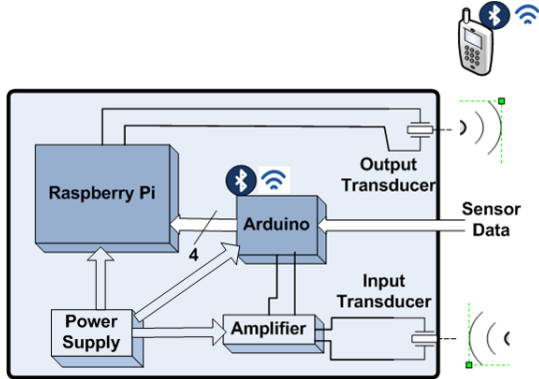 Raspberry Pi
Output
Transducer
Arduino
Sensor
Data
4
Input
Transducer
Power
Supply
Amplifier